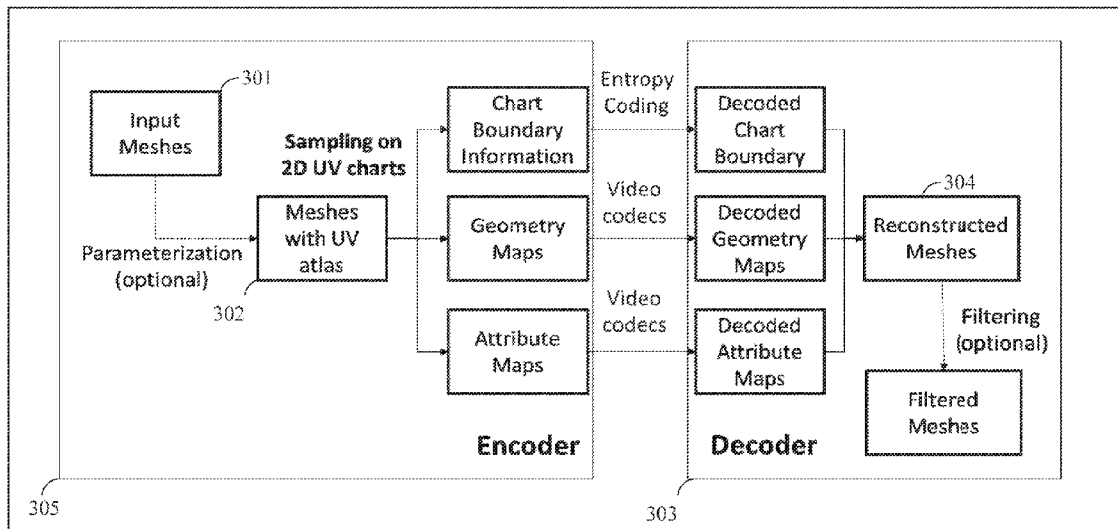 301
Input
Meshes
Parameterization
(optional)
Meshes
with UV
atlas
302
Sampling on
2D UV charts
Chart
Boundary
Information
Geometry
Maps
Attribute
Maps
Encoder
305
Entropy
Coding
Video
codecs
Video
codecs
Decoded
Chart
Boundary
Decoded
Geometry
Maps
Decoded
Attribute
Maps
304
Reconstructed
Meshes
Filtering
(optional)
Filtered
Meshes
Decoder
303